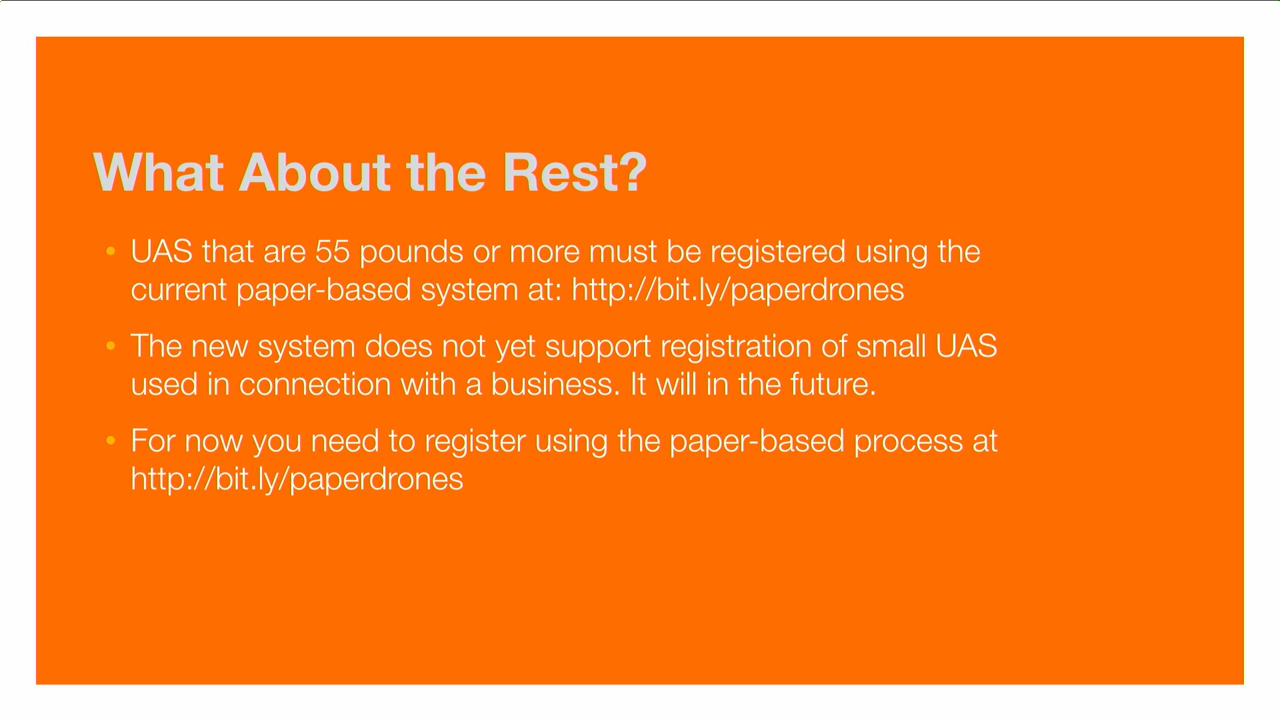 What About the Rest?
• UAS that are 55 pounds or more must be registered using the
current paper-based system at: http://bit.ly/paperdrones
• The new system does not yet support registration of small UAS
used in connection with a business. It will in the future.
• For now you need to register using the paper-based process at
http://bit.ly/paperdrones